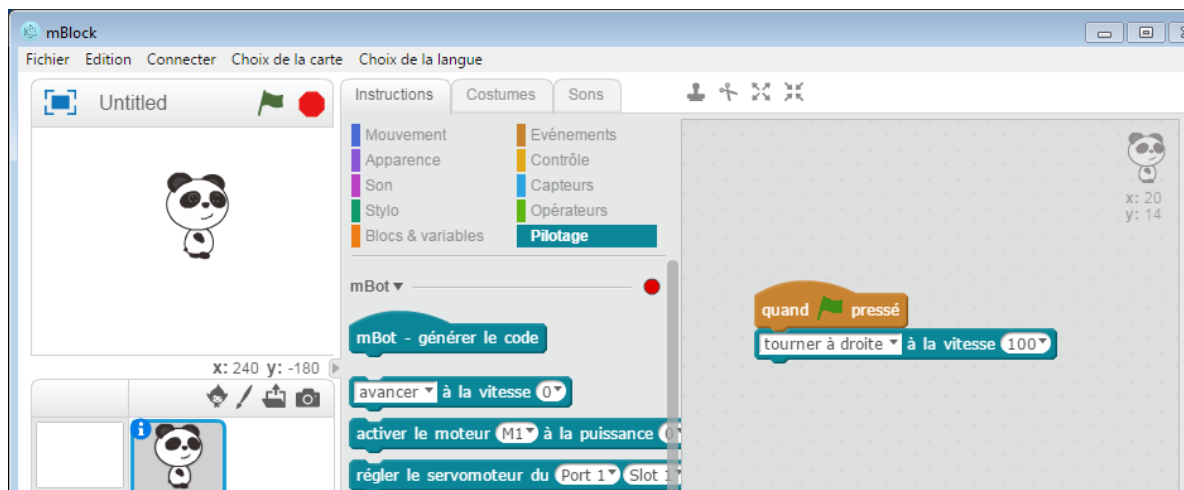 mBlock
Fichier Edition Connecter Choix de la carte Choix de la langue
Untitled
x: 240 y: -180
Instructions Costumes Sons
Mouvement Evénements
Apparence Contrôle
Son Capteurs
Stylo Opérateurs
Blocs & variables Pilotage
mBot
mBot - générer le code
avancer à la vitesse 0
activer le moteur M1 à la puissance
régler le servomoteur du Port 1 Slot 1
x: 20
y: 14
quand pressé
tourner à droite à la vitesse 100